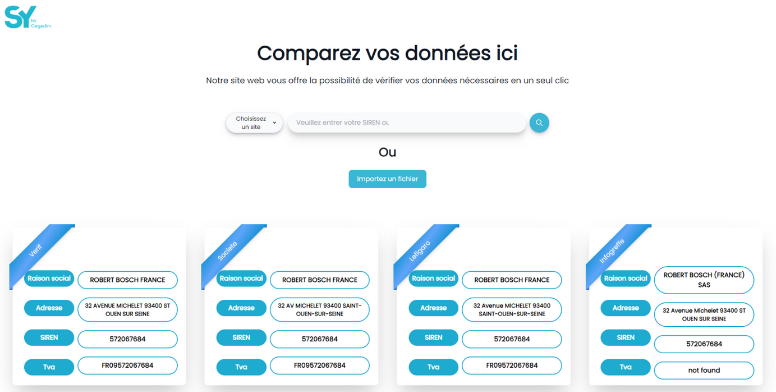 SY
by
Cegedim
Comparez vos données ici
Notre site web vous offre la possibilité de vérifier vos données nécessaires en un seul clic
Choisissez
un site
Veuillez entrer votre SIREN ou
Ou
Importez un fichier
Verif
Raison social
ROBERT BOSCH FRANCE
Adresse
32 AVENUE MICHELET 93400 ST
OUEN SUR SEINE
SIREN
572067684
Tva
FR09572067684
Societe
Raison social
ROBERT BOSCH FRANCE
Adresse
32 AV MICHELET 93400 SAINT-
OUEN-SUR-SEINE
SIREN
572067684
Tva
FR09572067684
Lefigaro
Raison social
ROBERT BOSCH FRANCE
Adresse
32 Avenue MICHELET 93400
SAINT-OUEN-SUR-SEINE
SIREN
572067684
Tva
FR09572067684
Infogreffe
Raison social
ROBERT BOSCH (FRANCE)
SAS
Adresse
32 Avenue Michelet 93400 ST
OUEN SUR SEINE
SIREN
572067684
Tva
not found